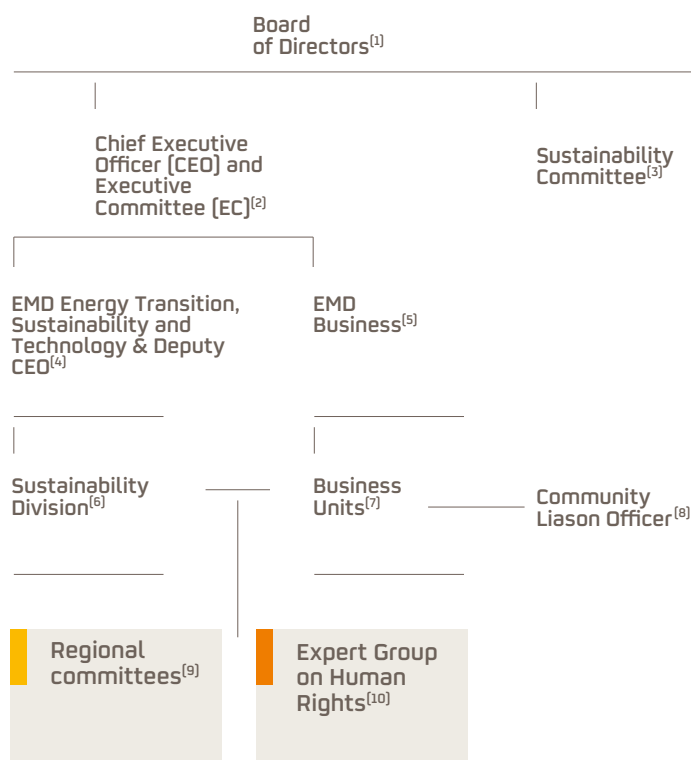 Board
of Directors(1)
Chief Executive
Officer (CEO) and
Executive
Committee (EC)(2)
Sustainability
Committee(3)
EMD Energy Transition,
Sustainability and
Technology & Deputy
CEO(4)
EMD
Business(5)
Sustainability
Division(6)
Business
Units(7)
Community
Liason Officer(8)
Regional
committees(9)
Expert Group
on Human
Rights(10)